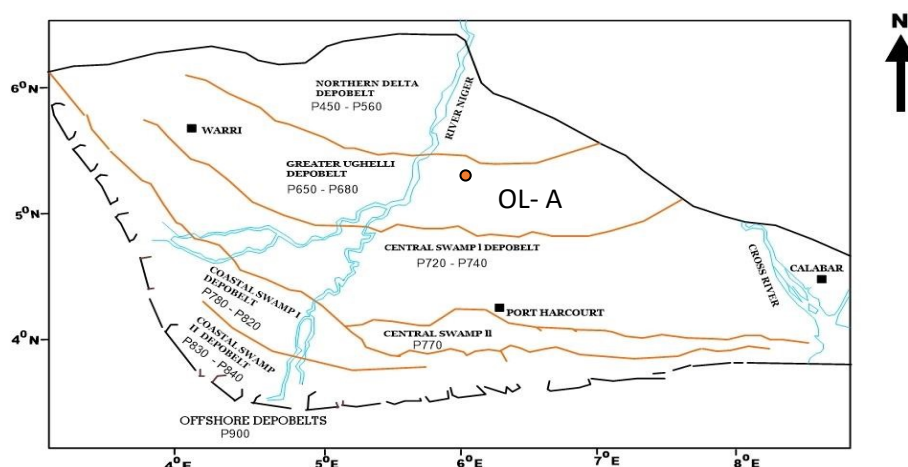 N
6⁰N
5⁰N
4⁰N
NORTHERN DELTA
DEPOBELT
P450 - P560
RIVER NIGER
WARRI
GREATER UGHELLI
DEPOBELT
P650 - P680
OL- A
CENTRAL SWAMP I DEPOBELT
P720 - P740
CROSS RIVER
CALABAR
COASTAL SWAMP I
DEPOBELT
P780 - P820
PORT HARCOURT
CENTRAL SWAMP II
P770
COASTAL SWAMP
II DEPOBELT
P830 - P840
OFFSHORE DEPOBELTS
P900
4⁰E
5⁰E
6⁰E
7⁰E
8⁰E